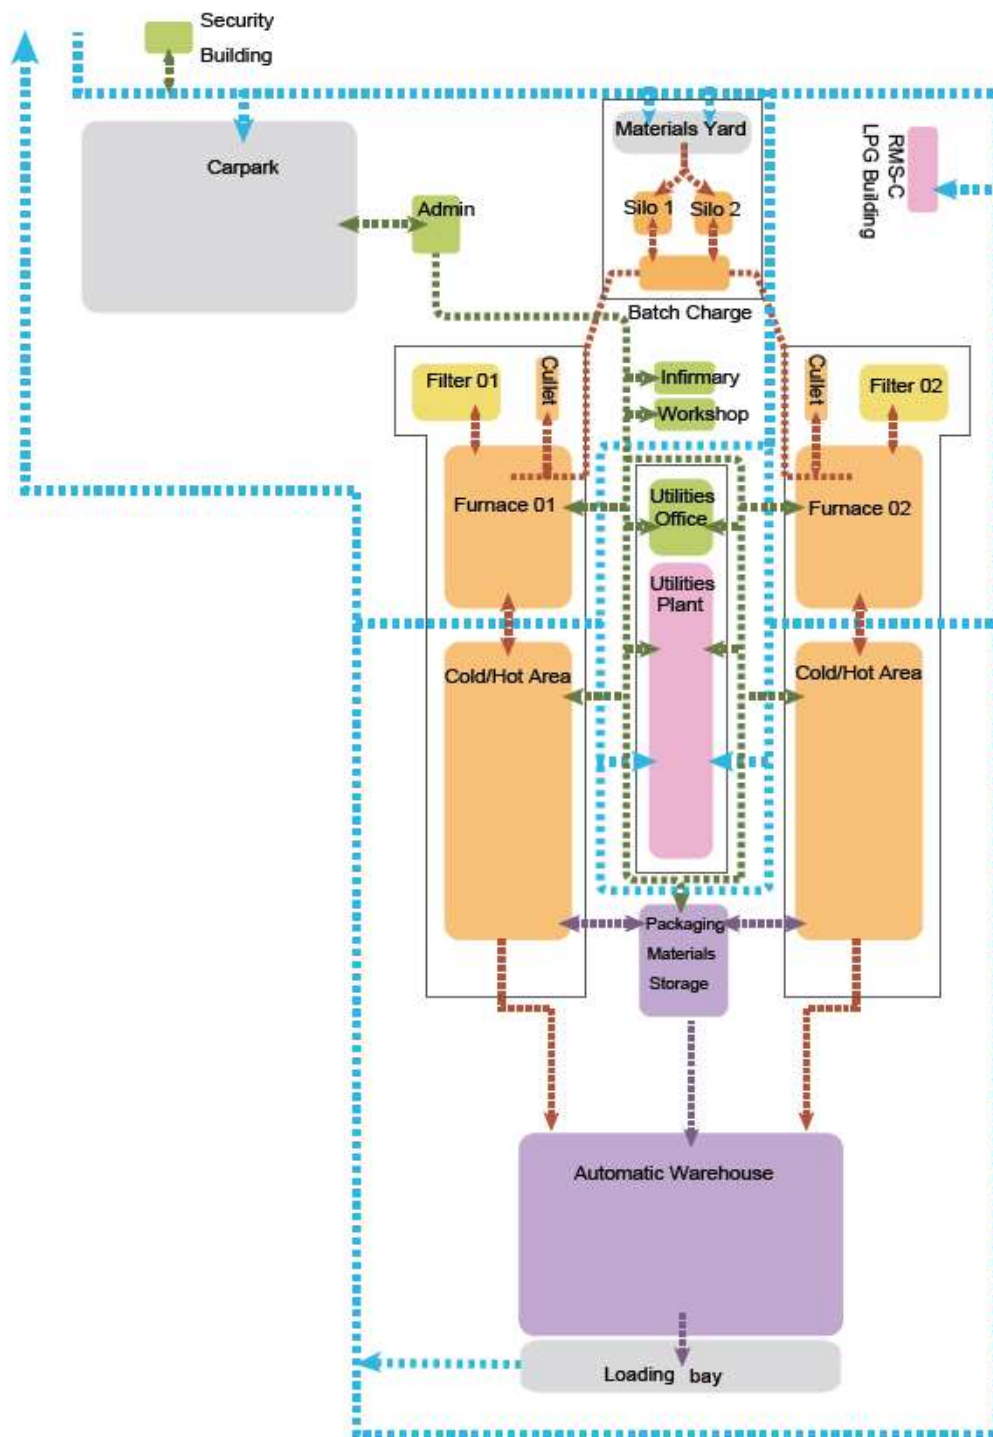 Security
Building
Carpark
Admin
Materials Yard
Silo 1
Silo 2
Batch Charge
RMS-C
LPG Building
Filter 01
Cullet
Infirmary
Workshop
Cullet
Filter 02
Furnace 01
Utilities
Office
Furnace 02
Utilities
Plant
Cold/Hot Area
Cold/Hot Area
Packaging
Materials
Storage
Automatic Warehouse
Loading bay